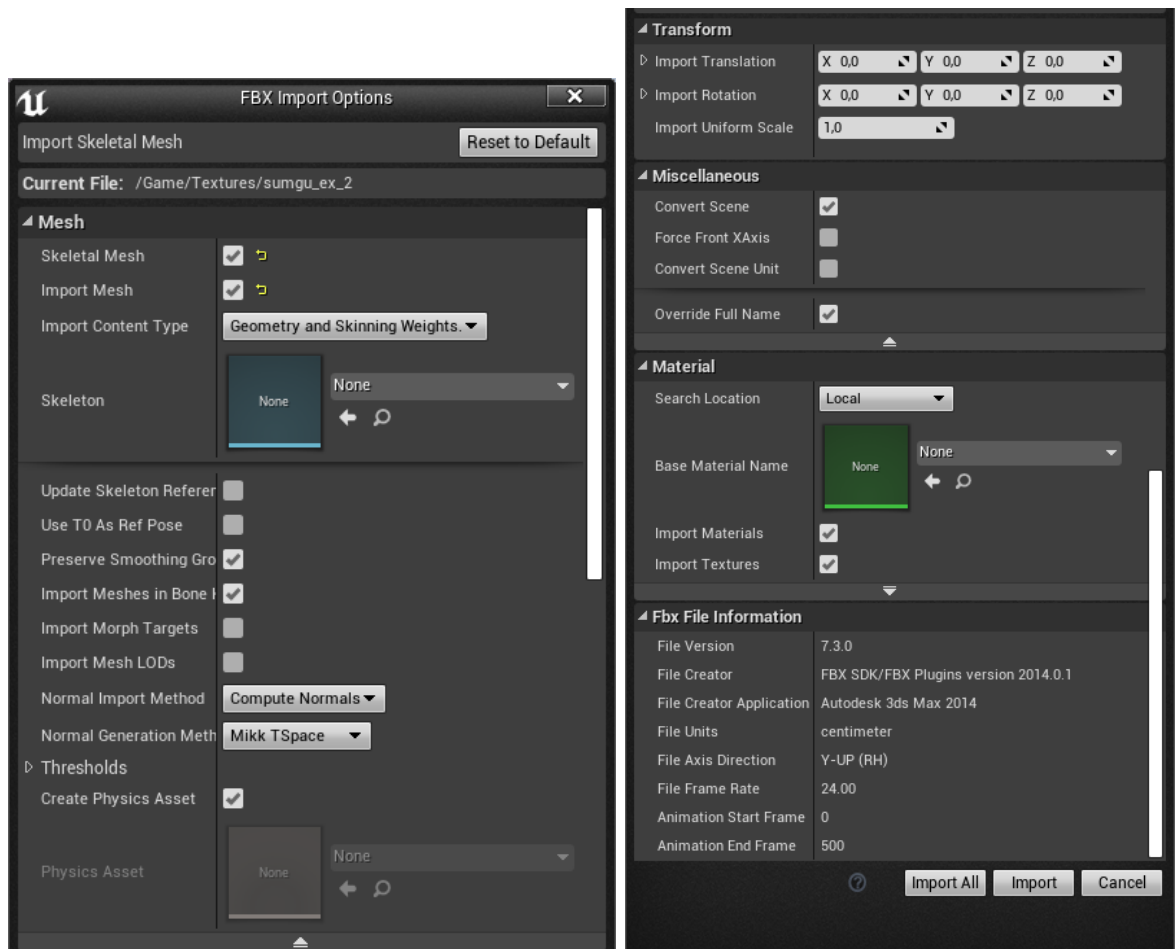 FBX Import Options
Import Skeletal Mesh Reset to Default
Current File: /Game/Textures/sumgu_ex_2
Mesh
Skeletal Mesh
Import Mesh
Import Content Type Geometry and Skinning Weights.
Skeleton None None
Update Skeleton Referen
Use T0 As Ref Pose
Preserve Smoothing Gro
Import Meshes in Bone H
Import Morph Targets
Import Mesh LODs
Normal Import Method Compute Normals
Normal Generation Meth Mikk TSpace
Thresholds
Create Physics Asset
Physics Asset None None
Transform
Import Translation X 0,0 Y 0,0 Z 0,0
Import Rotation X 0,0 Y 0,0 Z 0,0
Import Uniform Scale 1,0
Miscellaneous
Convert Scene
Force Front XAxis
Convert Scene Unit
Override Full Name
Material
Search Location Local
Base Material Name None None
Import Materials
Import Textures
Fbx File Information
File Version 7.3.0
File Creator FBX SDK/FBX Plugins version 2014.0.1
File Creator Application Autodesk 3ds Max 2014
File Units centimeter
File Axis Direction Y-UP (RH)
File Frame Rate 24.00
Animation Start Frame 0
Animation End Frame 500
Import All Import Cancel